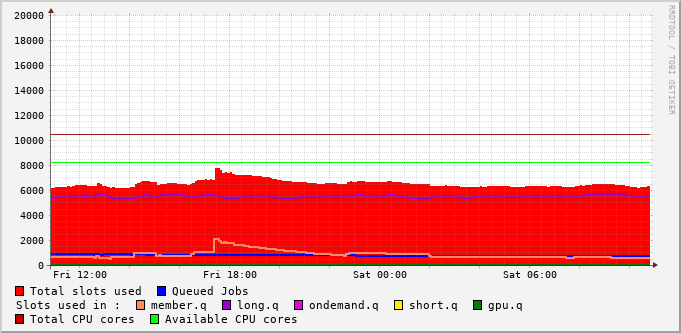 20000
18000
16000
14000
12000
10000
8000
6000
4000
2000
0
Fri 12:00 Fri 18:00 Sat 00:00 Sat 06:00
Total slots used Queued Jobs
Slots used in : member.q long.q ondemand.q short.q gpu.q
Total CPU cores Available CPU cores
RRDTOOL / TOBI OETIKER